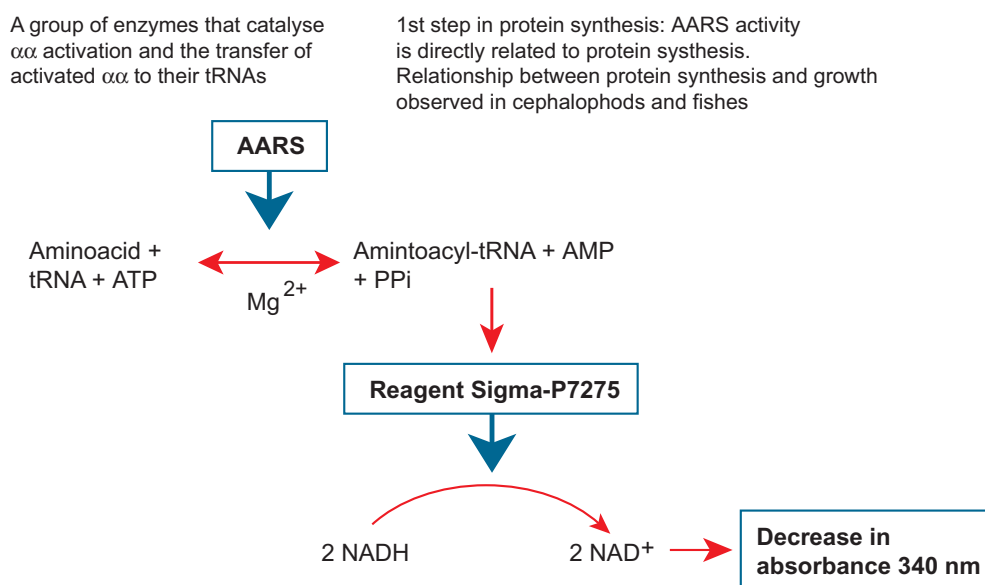 A group of enzymes that catalyse
αα activation and the transfer of
activated αα to their tRNAs
1st step in protein synthesis: AARS activity
is directly related to protein systhesis.
Relationship between protein synthesis and growth
observed in cephalophods and fishes
AARS
Aminoacid +
tRNA + ATP
Mg2+
Amintoacyl-tRNA + AMP
+ PPi
Reagent Sigma-P7275
2 NADH
2 NAD+
Decrease in
absorbance 340 nm